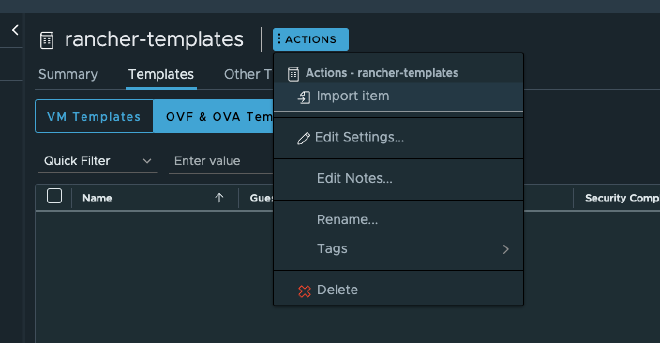 rancher-templates
ACTIONS
Summary
Templates
Other T
VM Templates
OVF & OVA Tem
Quick Filter
Enter value
Name
Gues
Security Comp
Actions - rancher-templates
Import item
Edit Settings...
Edit Notes...
Rename...
Tags
Delete